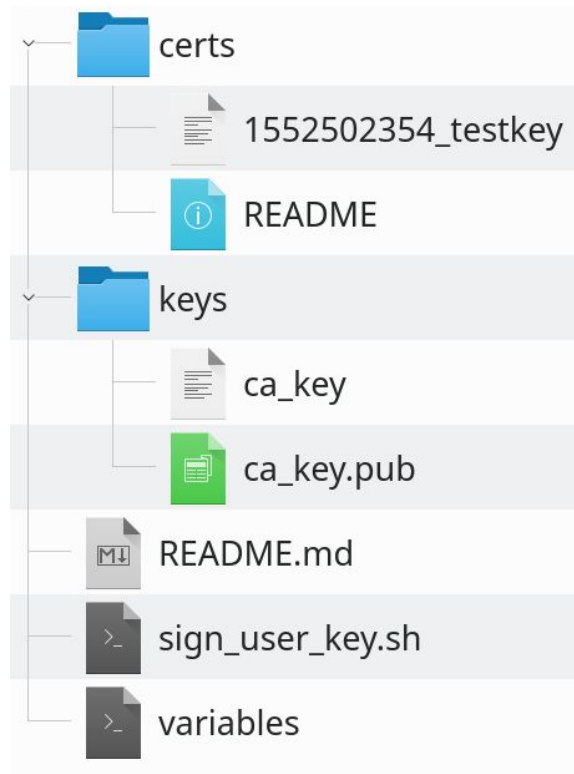 certs
1552502354_testkey
README
keys
ca_key
ca_key.pub
README.md
sign_user_key.sh
variables